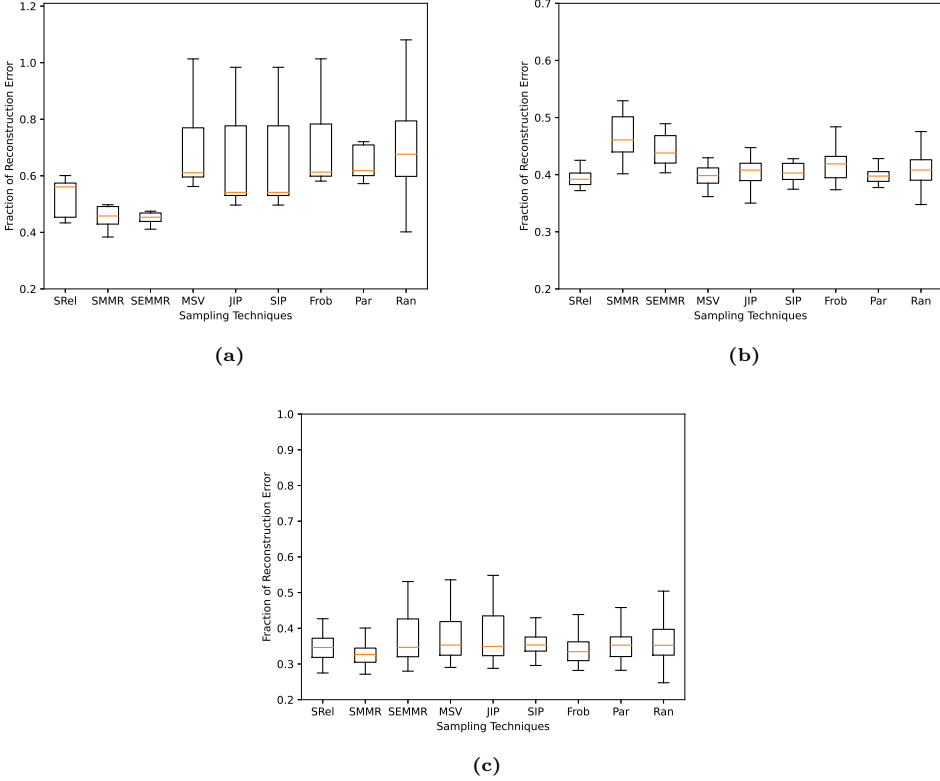 1.2
1.0
0.8
0.6
0.4
0.2
Fraction of Reconstruction Error
SRel SMMR SEMMR MSV JIP SIP Frob Par Ran
Sampling Techniques
(a)
0.7
0.6
0.5
0.4
0.3
0.2
Fraction of Reconstruction Error
SRel SMMR SEMMR MSV JIP SIP Frob Par Ran
Sampling Techniques
(b)
1.0
0.9
0.8
0.7
0.6
0.5
0.4
0.3
0.2
Fraction of Reconstruction Error
SRel SMMR SEMMR MSV JIP SIP Frob Par Ran
Sampling Techniques
(c)